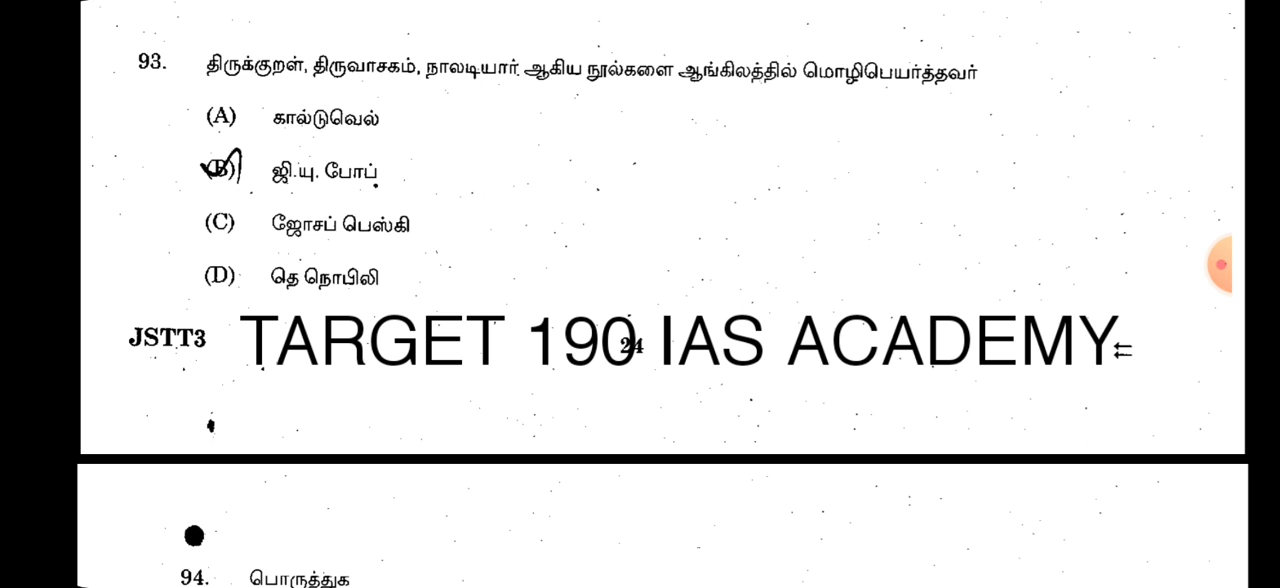 93. திருக்குறள், திருவாசகம், நாலடியார் ஆகிய நூல்களை ஆங்கிலத்தில் மொழிபெயர்த்தவர்
(A) கால்டுவெல்
(B) ஜி.யு. போப்
(C) ஜோசப் பெஸ்கி
(D) தெ நொபிலி
JSTT3 24
TARGET 190 IAS ACADEMY
94. பொருத்துக